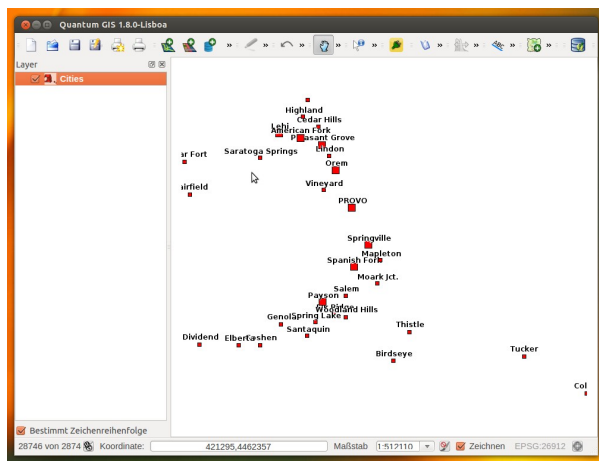 Quantum GIS 1.8.0-Lisboa
Layer
Cities
Highland
Cedar Hills
Lehi
American Fork
Pleasant Grove
Lindon
ar Fort
Saratoga Springs
Orem
airfield
Vineyard
PROVO
Springville
Mapleton
Spanish Fork
Moark Jct.
Salem
Payson
Elk Ridge
Woodland Hills
Genola
Spring Lake
Santaquin
Thistle
Dividend
Elberta
Goshen
Birdseye
Tucker
Col
Bestimmt Zeichenreihenfolge
28746 von 2874
Koordinate:
421295,4462357
Maßstab
1:512110
Zeichnen
EPSG:26912